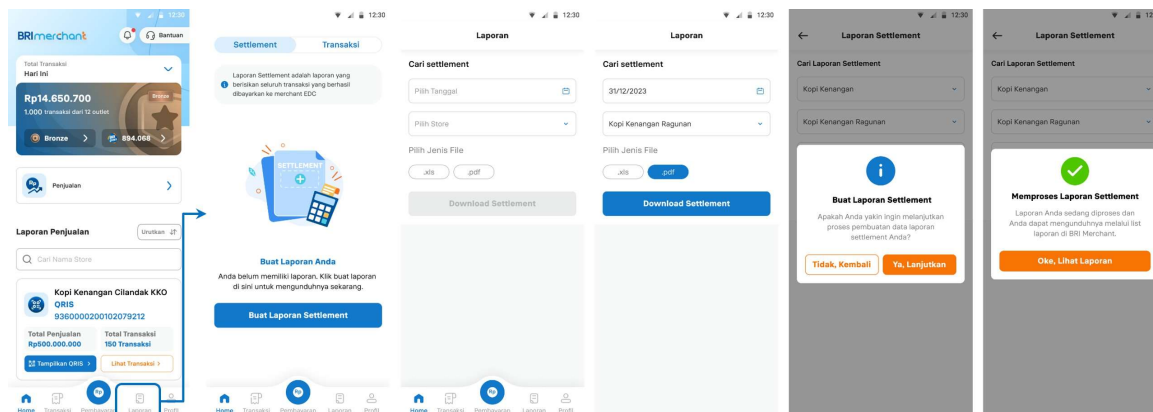 12:30
BRImerchant
Bantuan
Total Transaksi
Hari Ini
Rp14.650.700
Bronze
1.000 transaksi dari 12 outlet
Bronze
894.068
Penjualan
Laporan Penjualan
Urutkan
Cari Nama Store
Kopi Kenangan Cilandak KKO
QRIS
9360000200102079212
Total Penjualan
Total Transaksi
Rp500.000.000
150 Transaksi
Tampilkan QRIS >
Lihat Transaksi >
Rp
Home
Transaksi
Pembayaran
Laporan
Profil
12:30
Settlement
Transaksi
Laporan Settlement adalah laporan yang
berisikan seluruh transaksi yang berhasil
dibayarkan ke merchant EDC
SETTLEMENT
Buat Laporan Anda
Anda belum memiliki laporan. Klik buat laporan
di sini untuk mengunduhnya sekarang.
Buat Laporan Settlement
Rp
Home
Transaksi
Pembayaran
Laporan
Profil
12:30
Laporan
Cari settlement
Pilih Tanggal
Pilih Store
Pilih Jenis File
.xls
.pdf
Download Settlement
Rp
Home
Transaksi
Pembayaran
Laporan
Profil
12:30
Laporan
Cari settlement
31/12/2023
Kopi Kenangan Ragunan
Pilih Jenis File
.xls
.pdf
Download Settlement
12:30
Laporan Settlement
Cari Laporan Settlement
Kopi Kenangan
Kopi Kenangan Ragunan
Buat Laporan Settlement
Apakah Anda yakin ingin melanjutkan
proses pembuatan data laporan
settlement Anda?
Tidak, Kembali
Ya, Lanjutkan
12
Laporan Settlement
Cari Laporan Settlement
Kopi Kenangan
Kopi Kenangan Ragunan
Memproses Laporan Settlement
Laporan Anda sedang diproses dan
Anda dapat mengunduhnya melalui list
laporan di BRI Merchant.
Oke, Lihat Laporan